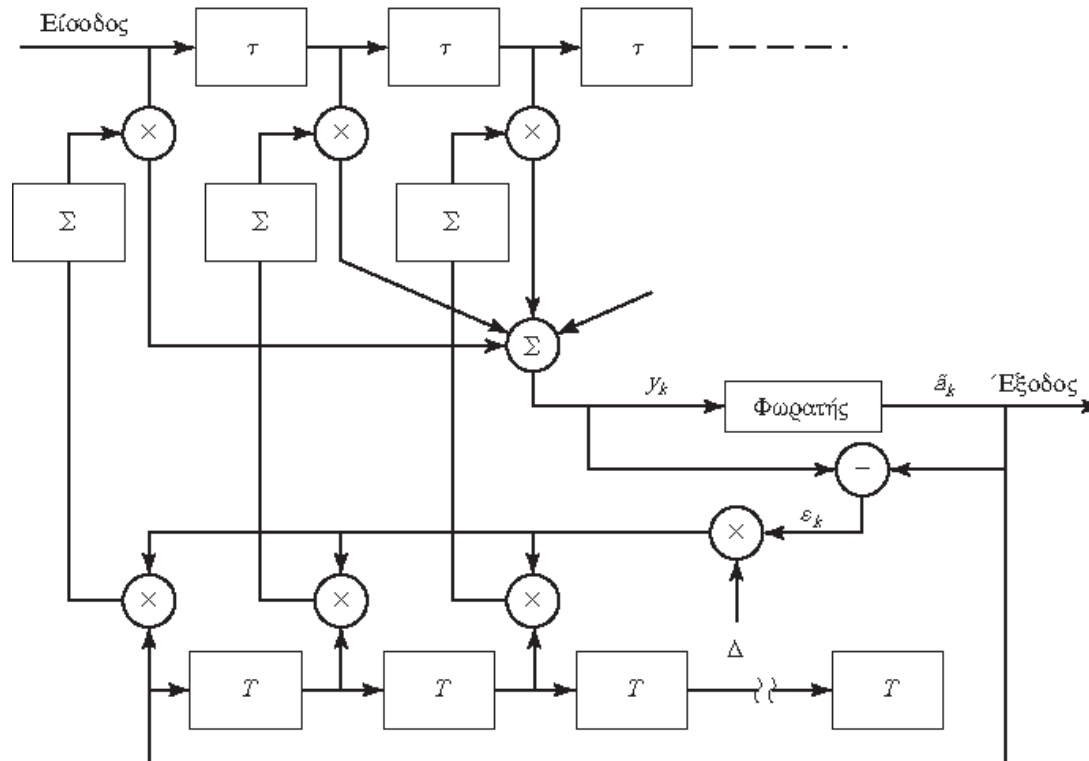 Είσοδος
τ τ τ
× × ×
Σ Σ Σ
Σ
y_k Φωρατής ã_k Έξοδος
−
ε_k
×
× × ×
Δ
T T T T